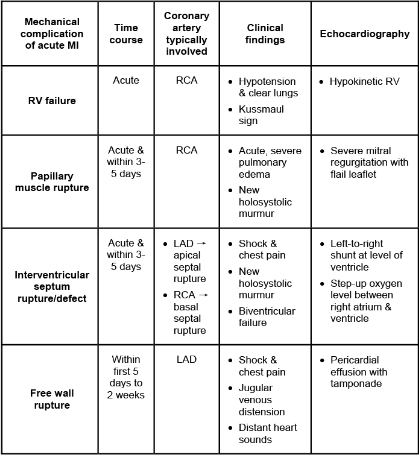 Mechanical
complication
of acute MI
Time
course
Coronary
artery
typically
involved
Clinical
findings
Echocardiography
RV failure
Acute
RCA
• Hypotension
& clear lungs
• Kussmaul
sign
• Hypokinetic RV
Papillary
muscle rupture
Acute &
within 3-
5 days
RCA
• Acute, severe
pulmonary
edema
• New
holosystolic
murmur
• Severe mitral
regurgitation with
flail leaflet
Interventricular
septum
rupture/defect
Acute &
within 3-
5 days
• LAD →
apical
septal
rupture
• RCA →
basal
septal
rupture
• Shock &
chest pain
• New
holosystolic
murmur
• Biventricular
failure
• Left-to-right
shunt at level of
ventricle
• Step-up oxygen
level between
right atrium &
ventricle
Free wall
rupture
Within
first 5
days to
2 weeks
LAD
• Shock &
chest pain
• Jugular
venous
distension
• Distant heart
sounds
• Pericardial
effusion with
tamponade